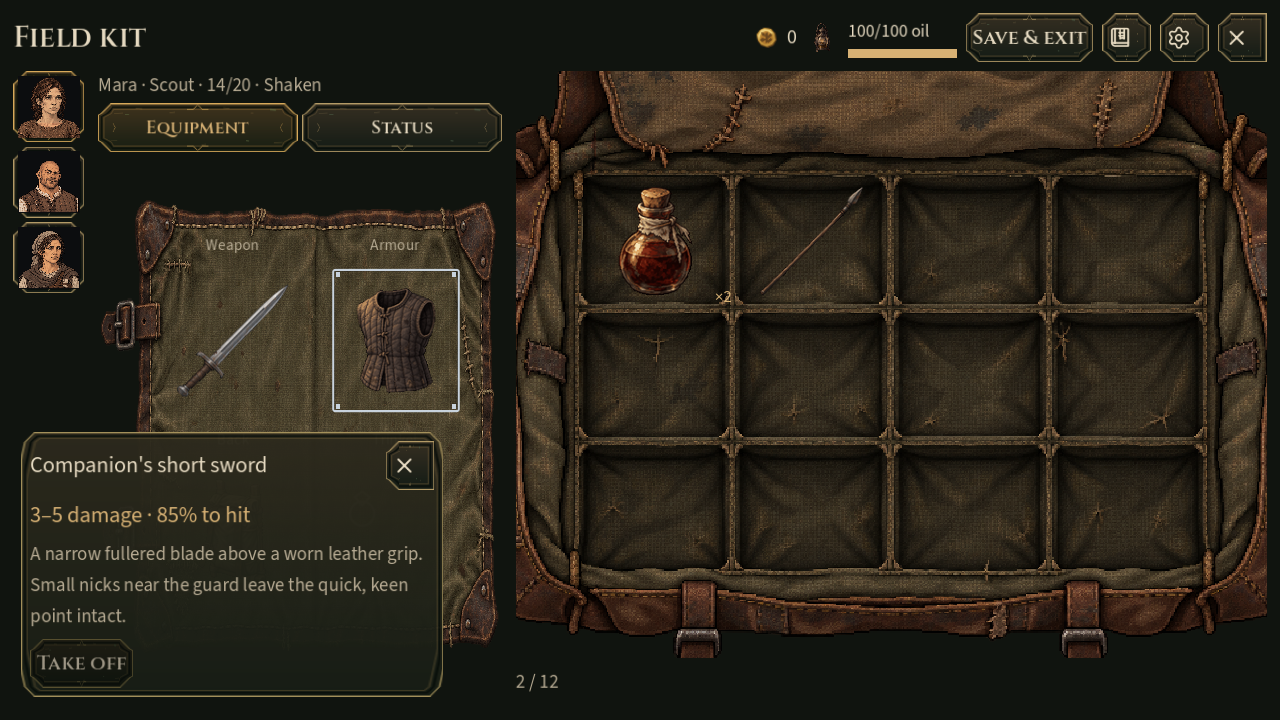 Field kit
0
100/100 oil
Save & exit
Mara · Scout · 14/20 · Shaken
Equipment
Status
Weapon
Armour
×2
Companion's short sword
3–5 damage · 85% to hit
A narrow fullered blade above a worn leather grip.
Small nicks near the guard leave the quick, keen
point intact.
Take off
2 / 12